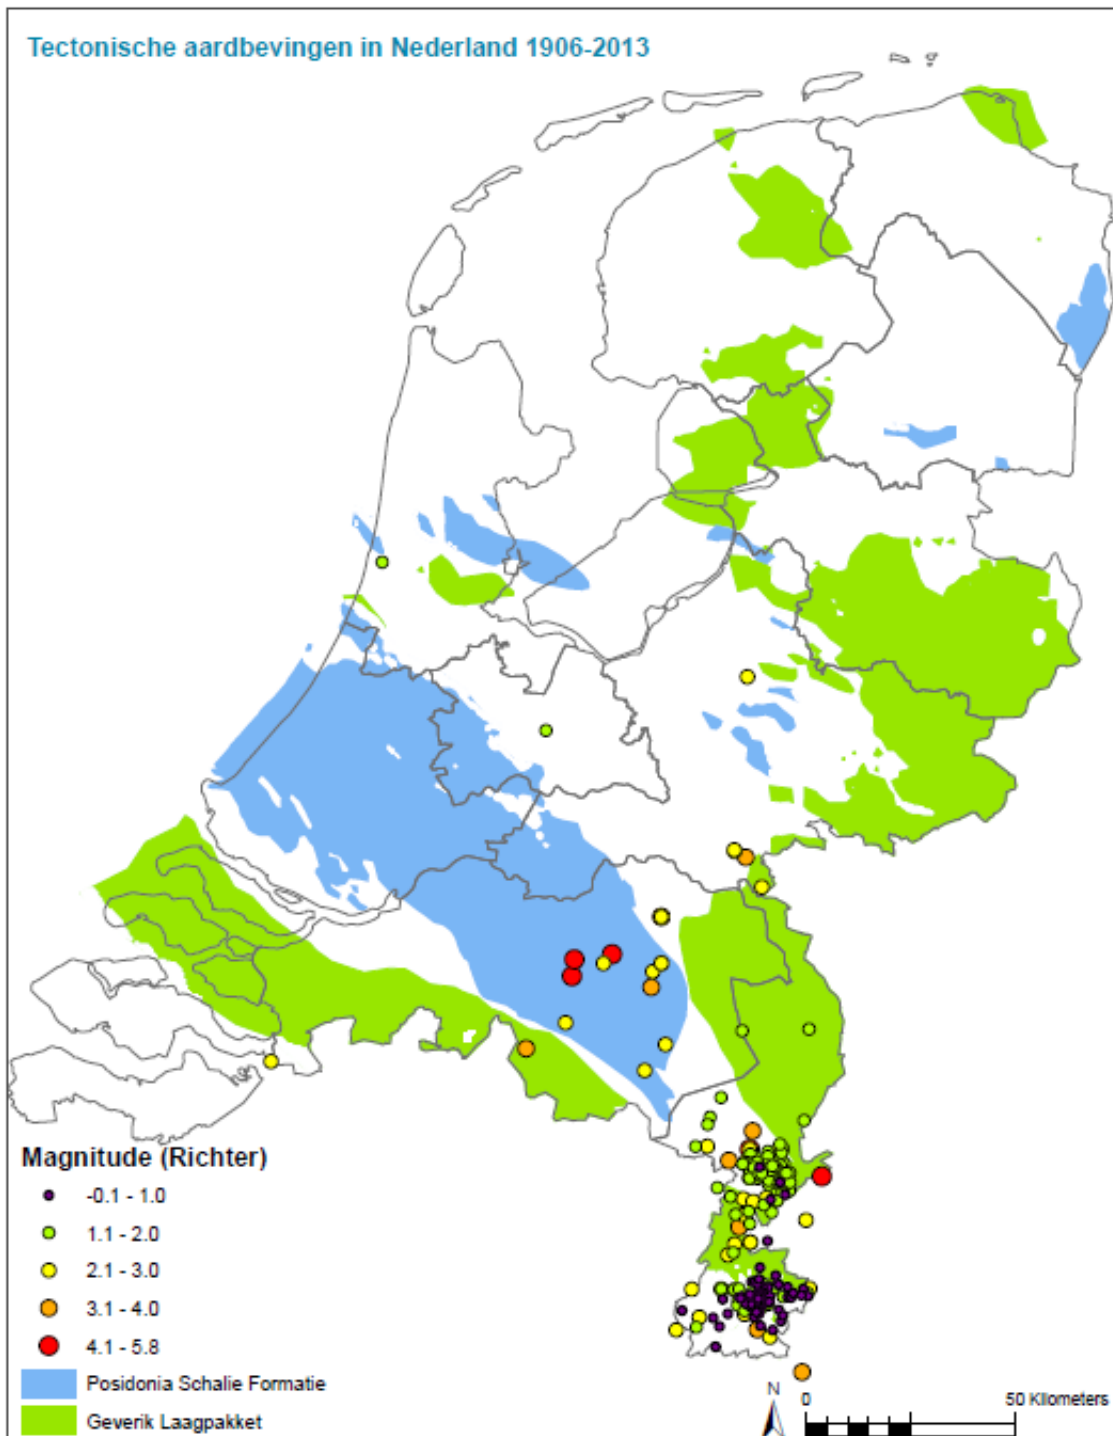 Tectonische aardbevingen in Nederland 1906-2013
Magnitude (Richter)
-0.1 - 1.0
1.1 - 2.0
2.1 - 3.0
3.1 - 4.0
4.1 - 5.8
Posidonia Schalie Formatie
Geverik Laagpakket
N
0 50 Kilometers